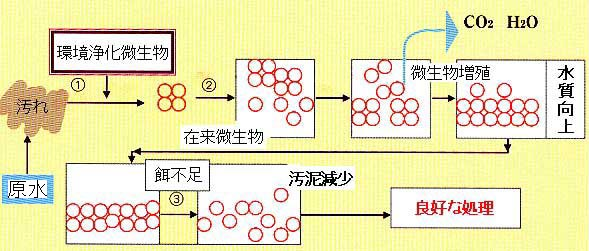 CO2 H2O
環境浄化微生物
微生物増殖
①
②
汚れ
水質向上
在来微生物
原水
餌不足
③
汚泥減少
良好な処理